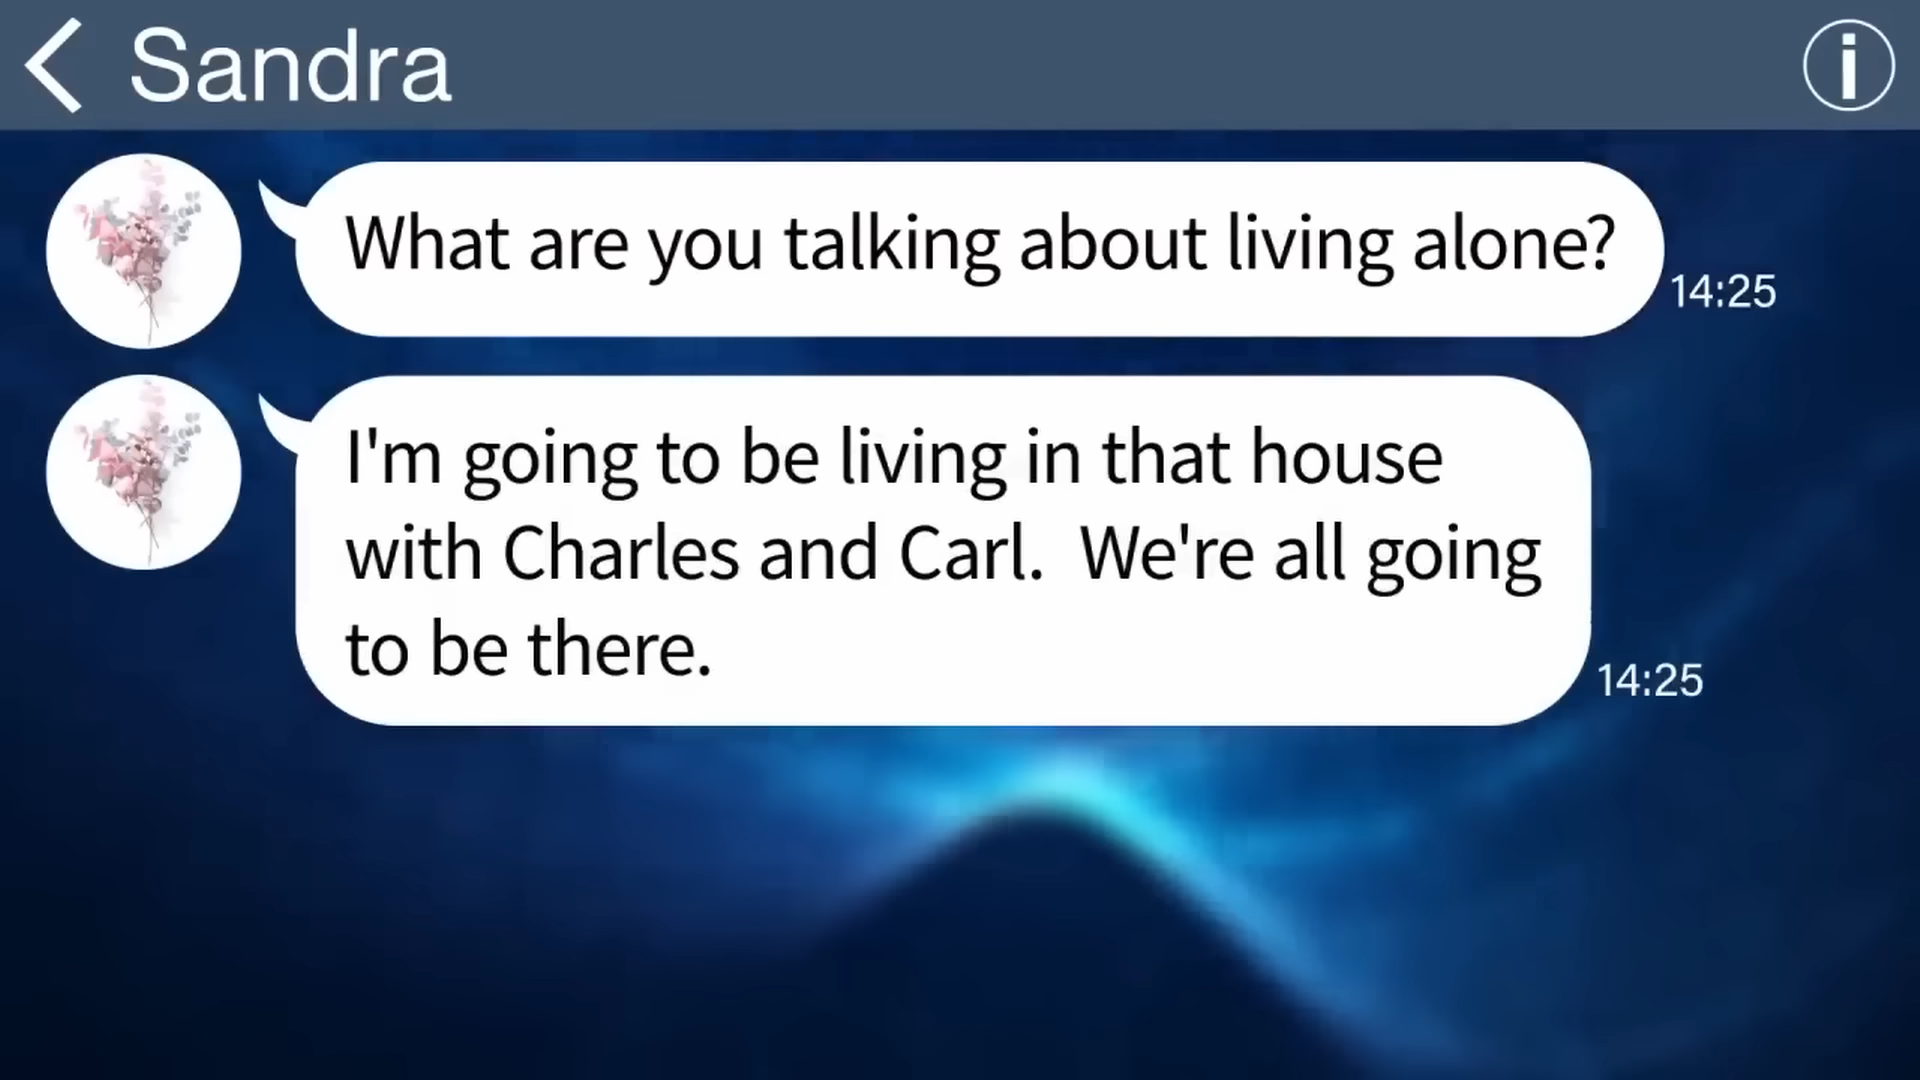 Sandra
What are you talking about living alone?
14:25
I'm going to be living in that house
with Charles and Carl.  We're all going
to be there.
14:25